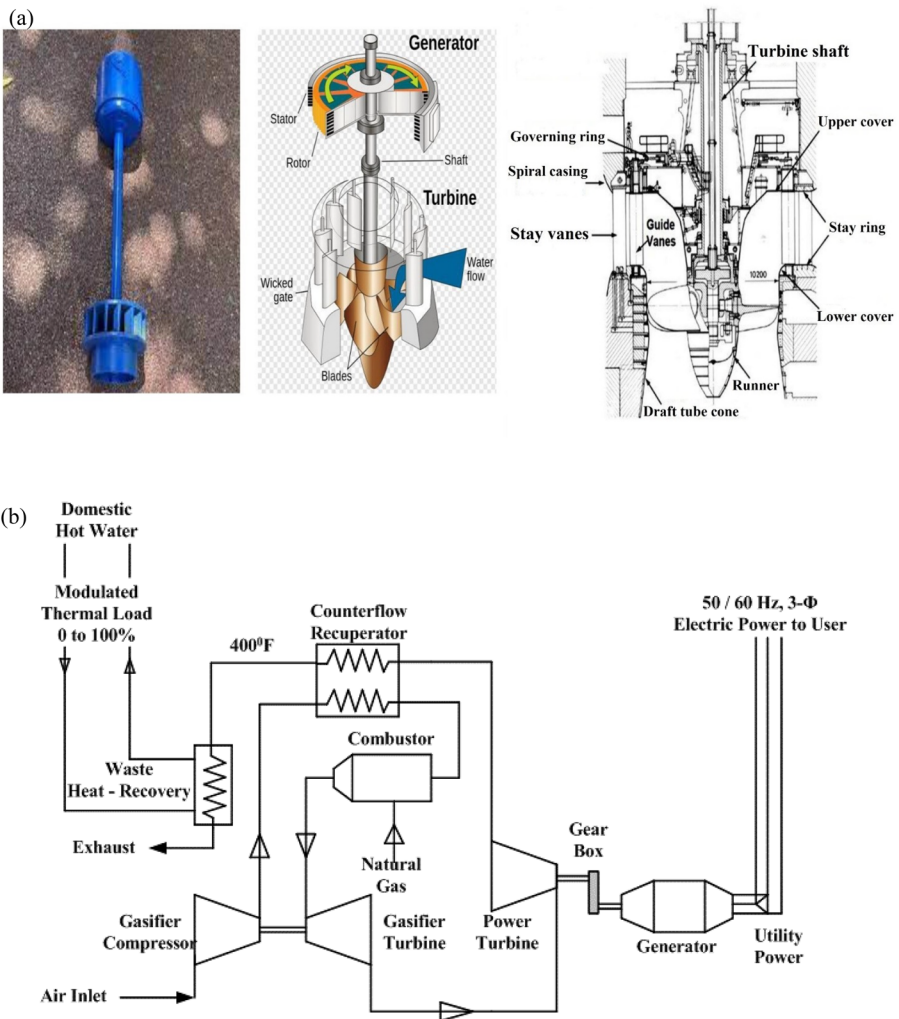 (a)
Generator
Stator
Rotor
Shaft
Turbine
Water
flow
Wicked
gate
Blades
Turbine shaft
Governing ring
Upper cover
Spiral casing
Stay vanes
Guide
Vanes
Stay ring
10200
Lower cover
Runner
Draft tube cone
(b)
Domestic
Hot Water
Modulated
Thermal Load
0 to 100%
400⁰F
Counterflow
Recuperator
50 / 60 Hz, 3-Φ
Electric Power to User
Combustor
Waste
Heat - Recovery
Exhaust
Natural
Gas
Gear
Box
Gasifier
Compressor
Gasifier
Turbine
Power
Turbine
Generator
Utility
Power
Air Inlet